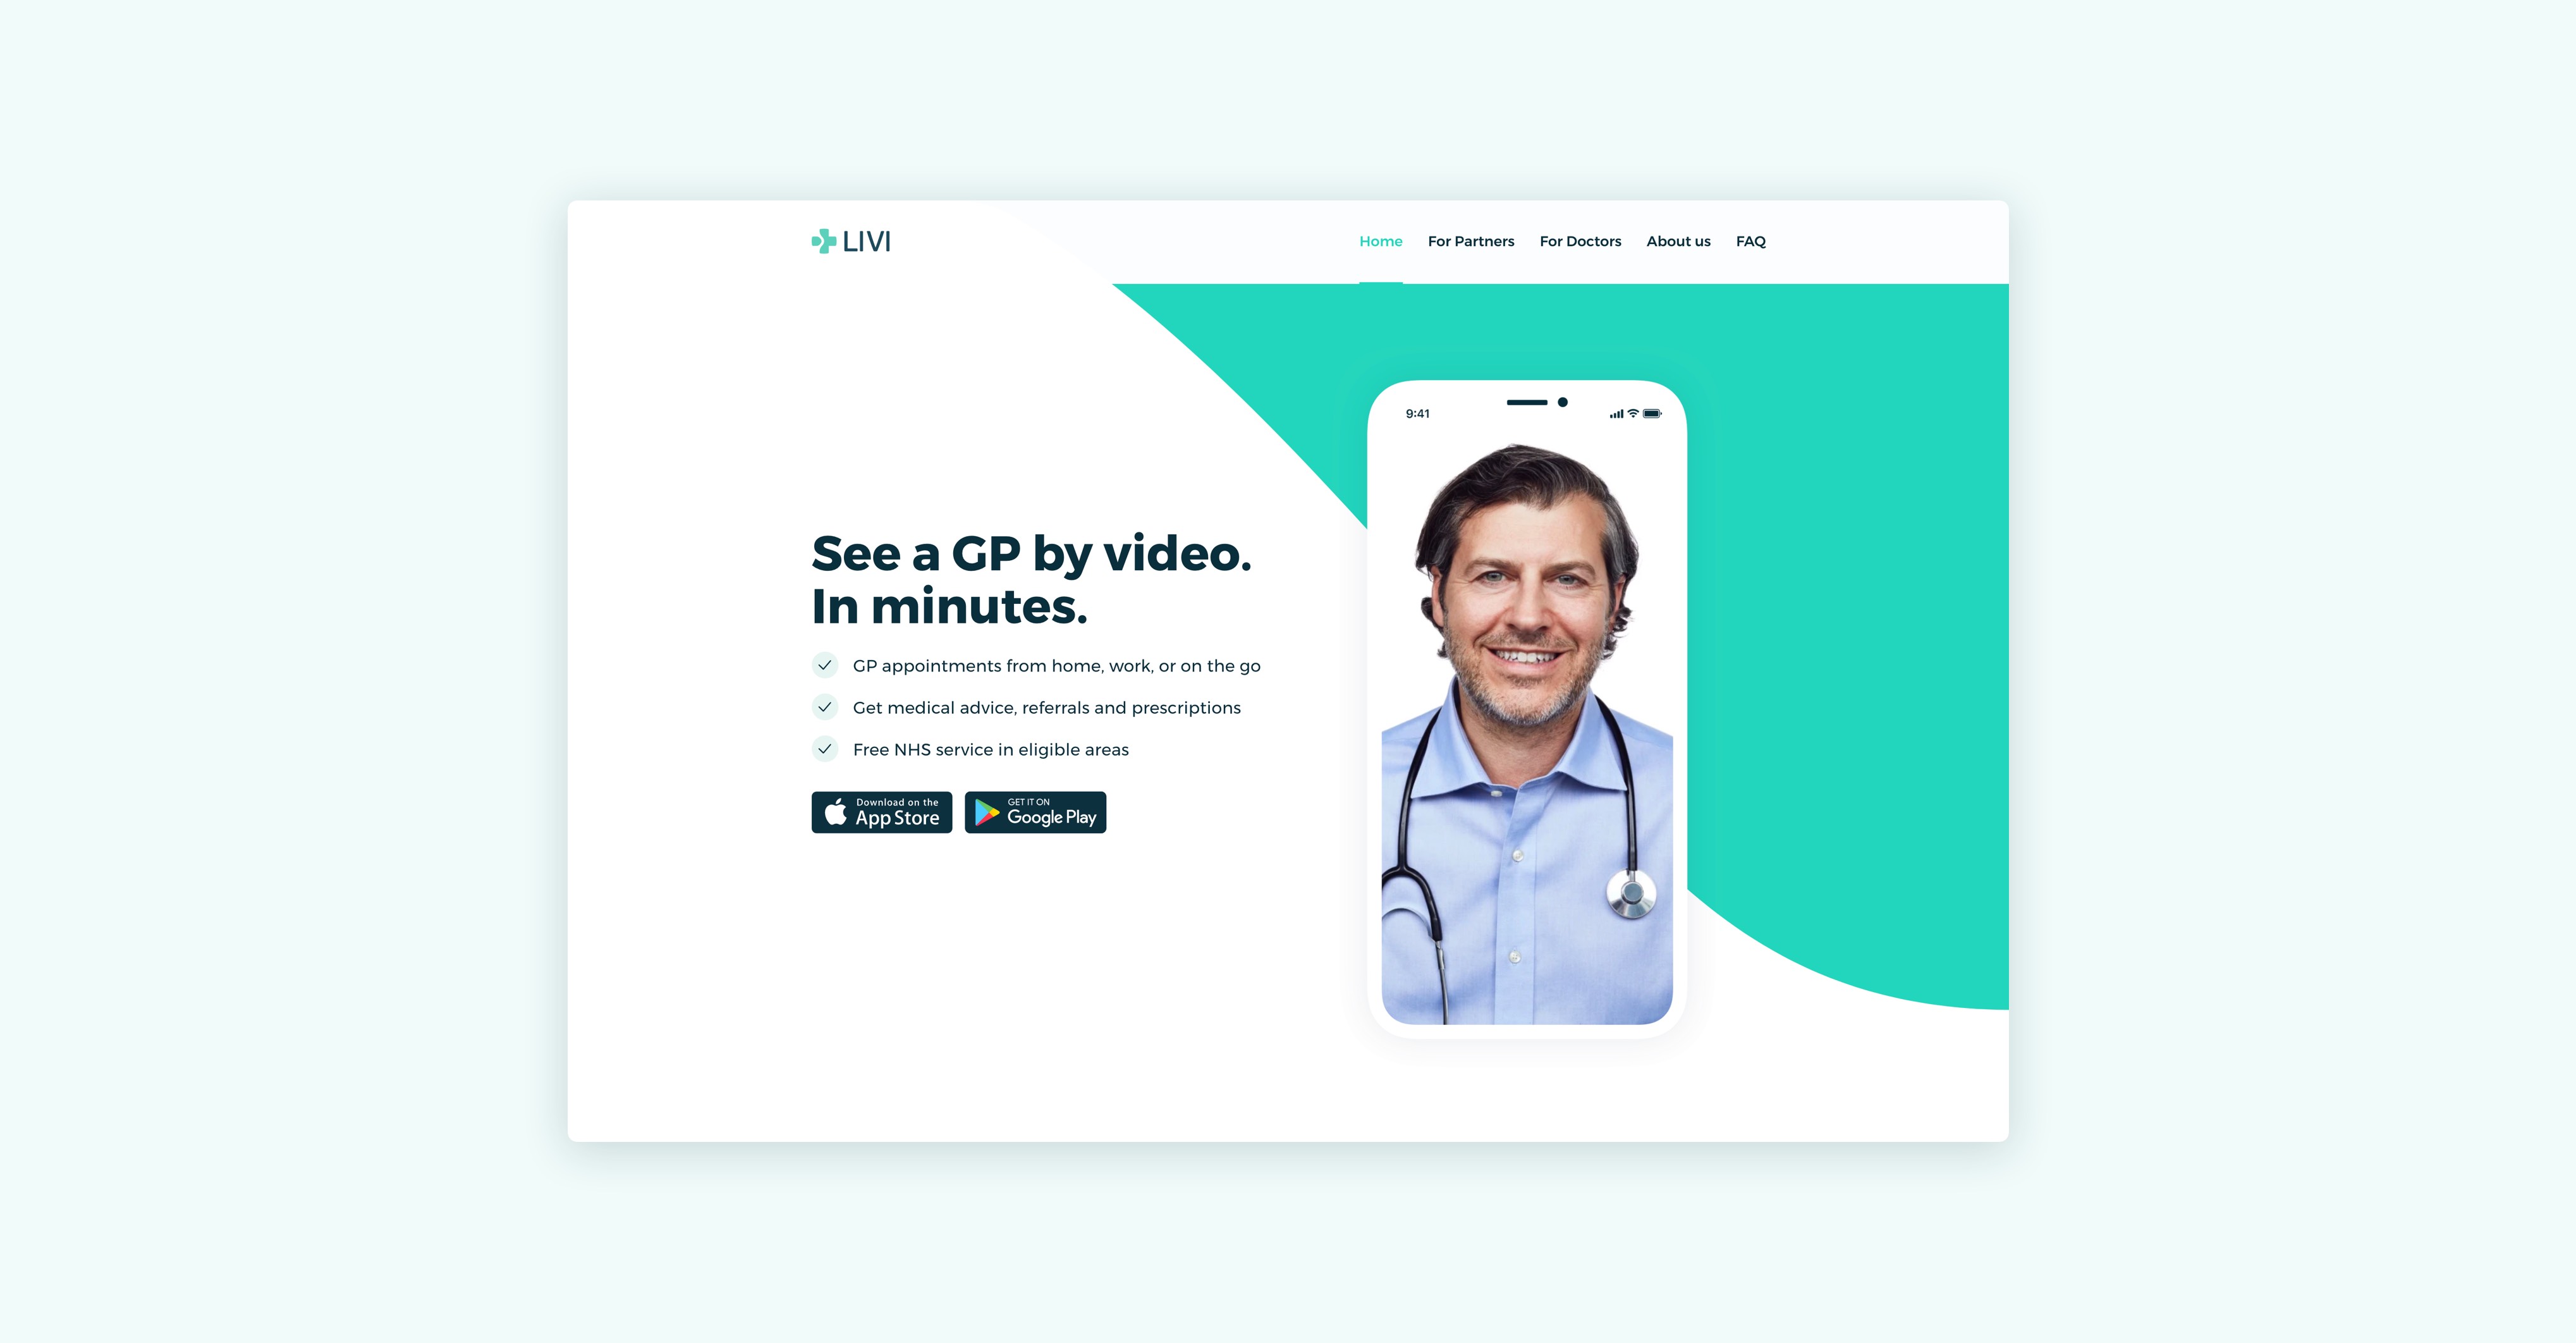 LIVI
Home For Partners For Doctors About us FAQ
9:41
See a GP by video.
In minutes.
GP appointments from home, work, or on the go
Get medical advice, referrals and prescriptions
Free NHS service in eligible areas
Download on the
App Store
GET IT ON
Google Play